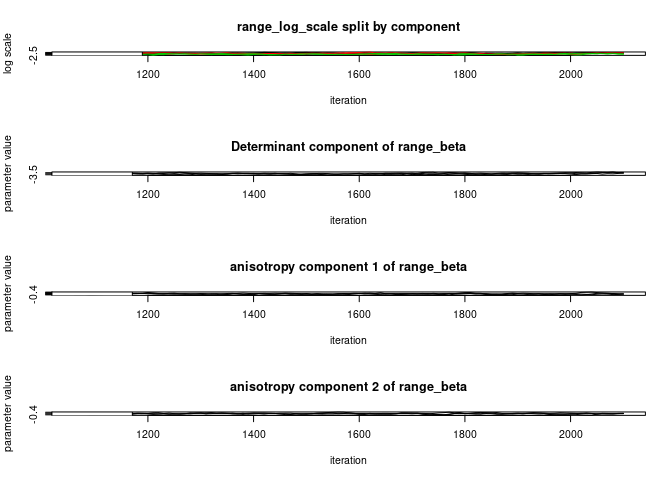 range_log_scale split by component
log scale
-2.5
1200 1400 1600 1800 2000
iteration
Determinant component of range_beta
parameter value
-3.5
1200 1400 1600 1800 2000
iteration
anisotropy component 1 of range_beta
parameter value
-0.4
1200 1400 1600 1800 2000
iteration
anisotropy component 2 of range_beta
parameter value
-0.4
1200 1400 1600 1800 2000
iteration